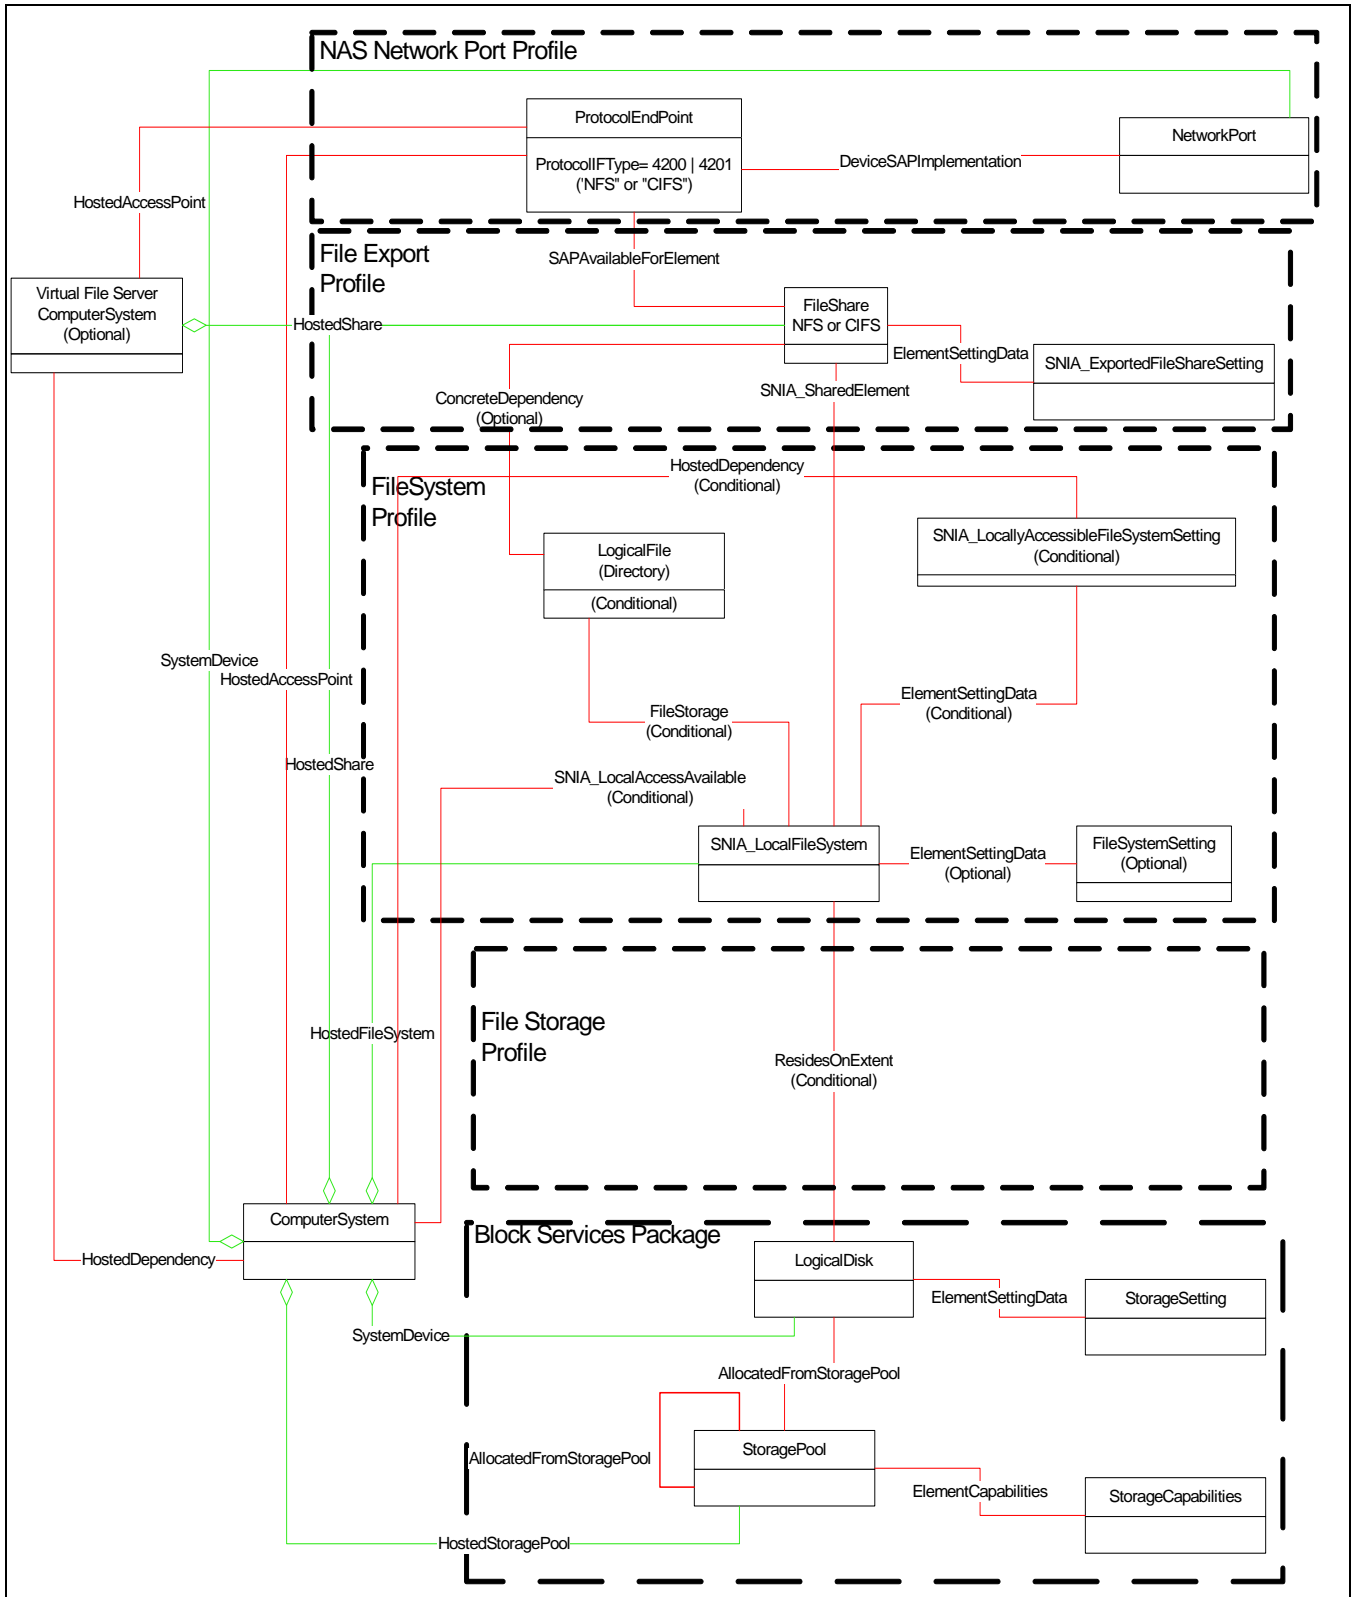 NAS Network Port Profile
ProtocolEndPoint
ProtocolIFType= 4200 | 4201
('NFS" or "CIFS")
NetworkPort
DeviceSAPImplementation
HostedAccessPoint
SAPAvailableForElement
File Export
Profile
Virtual File Server
ComputerSystem
(Optional)
HostedShare
FileShare
NFS or CIFS
ElementSettingData
SNIA_ExportedFileShareSetting
ConcreteDependency
(Optional)
SNIA_SharedElement
HostedDependency
(Conditional)
FileSystem
Profile
SNIA_LocallyAccessibleFileSystemSetting
(Conditional)
LogicalFile
(Directory)
(Conditional)
SystemDevice
HostedAccessPoint
ElementSettingData
(Conditional)
FileStorage
(Conditional)
HostedShare
SNIA_LocalAccessAvailable
(Conditional)
SNIA_LocalFileSystem
ElementSettingData
(Optional)
FileSystemSetting
(Optional)
File Storage
Profile
HostedFileSystem
ResidesOnExtent
(Conditional)
ComputerSystem
HostedDependency
Block Services Package
LogicalDisk
ElementSettingData
StorageSetting
SystemDevice
AllocatedFromStoragePool
StoragePool
AllocatedFromStoragePool
ElementCapabilities
StorageCapabilities
HostedStoragePool